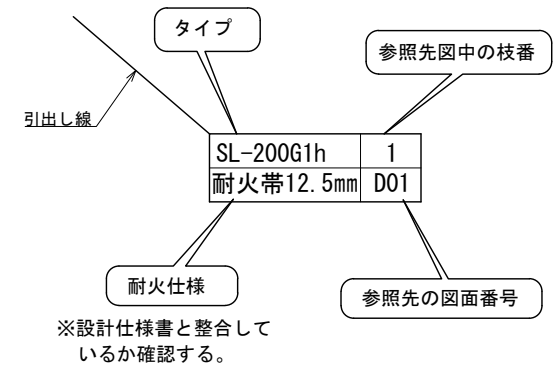 タイプ
参照先図中の枝番
引出し線
SL-200G1h 1
耐火帯12.5mm D01
耐火仕様
参照先の図面番号
※設計仕様書と整合して
いるか確認する。